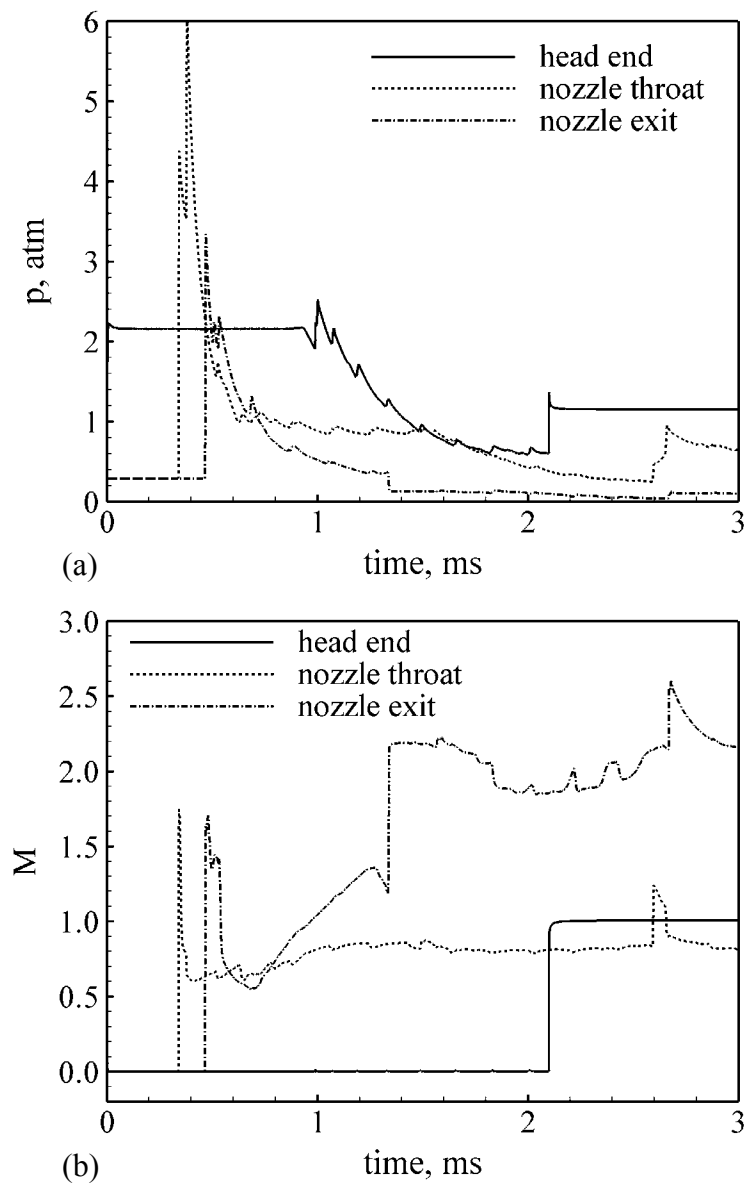 6
5
4
3
2
1
0
p, atm
head end
nozzle throat
nozzle exit
0
1
2
3
time, ms
(a)
3.0
2.5
2.0
1.5
1.0
0.5
0.0
M
head end
nozzle throat
nozzle exit
0
1
2
3
time, ms
(b)